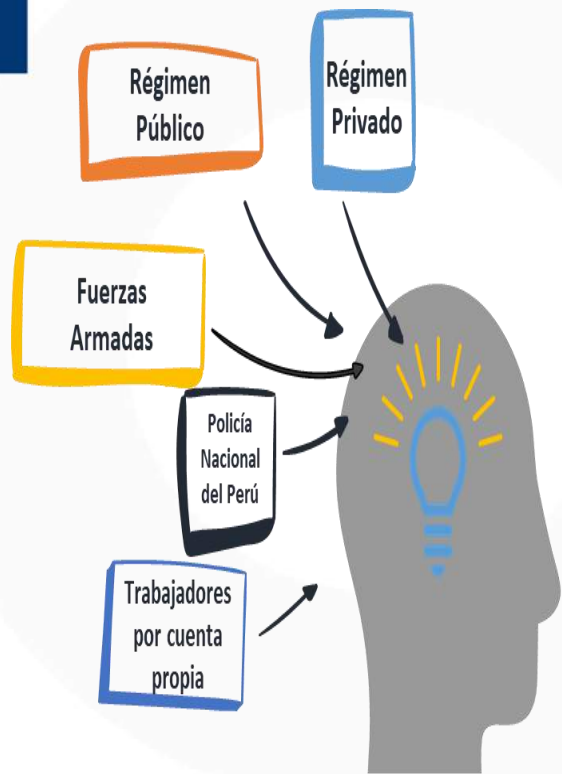 Régimen
Público
Régimen
Privado
Fuerzas
Armadas
Policía
Nacional
del Perú
Trabajadores
por cuenta
propia